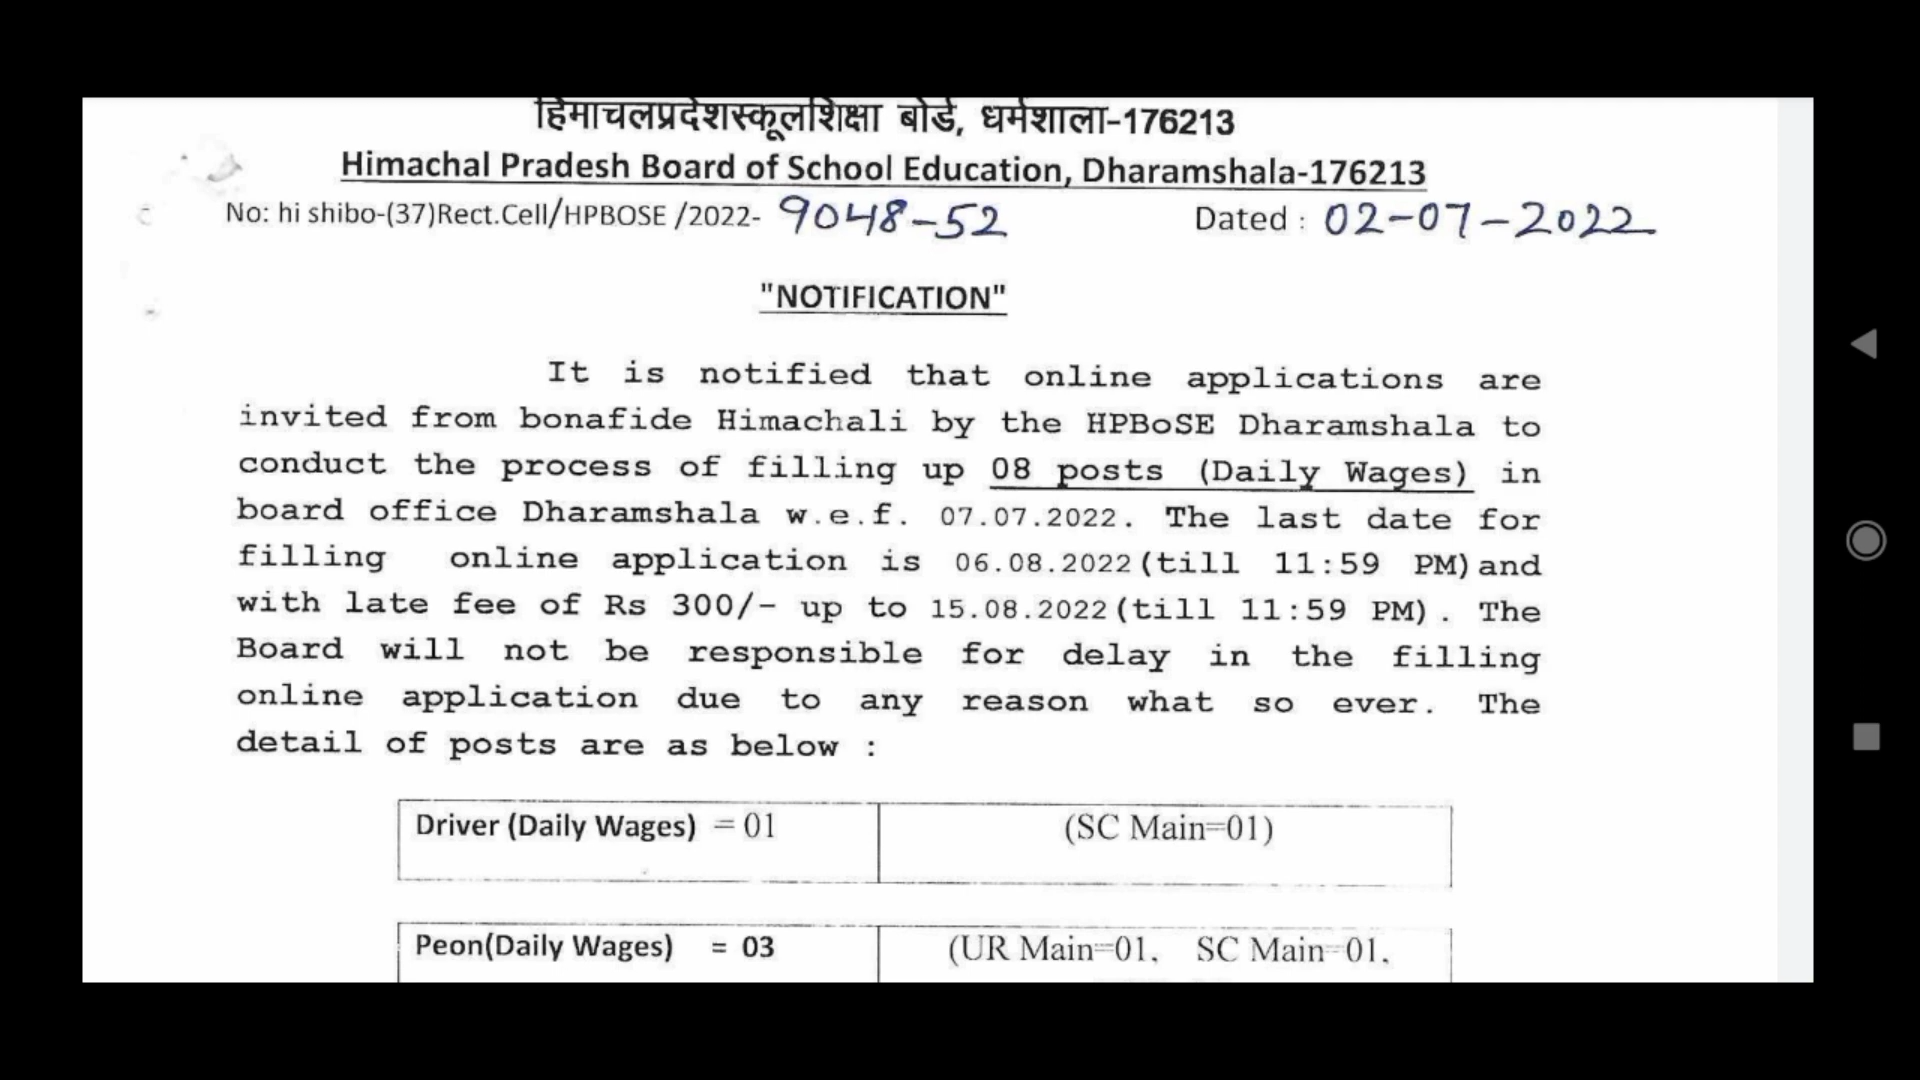 हिमाचलप्रदेशस्कूलशिक्षा बोर्ड, धर्मशाला-176213
Himachal Pradesh Board of School Education, Dharamshala-176213
No: hi shibo-(37)Rect.Cell/HPBOSE /2022- 9048-52 Dated : 02-07-2022
"NOTIFICATION"
It is notified that online applications are
invited from bonafide Himachali by the HPBoSE Dharamshala to
conduct the process of filling up 08 posts (Daily Wages) in
board office Dharamshala w.e.f. 07.07.2022. The last date for
filling online application is 06.08.2022(till 11:59 PM)and
with late fee of Rs 300/- up to 15.08.2022(till 11:59 PM). The
Board will not be responsible for delay in the filling
online application due to any reason what so ever. The
detail of posts are as below :
Driver (Daily Wages) = 01 (SC Main=01)
Peon(Daily Wages) = 03 (UR Main=01, SC Main=01,